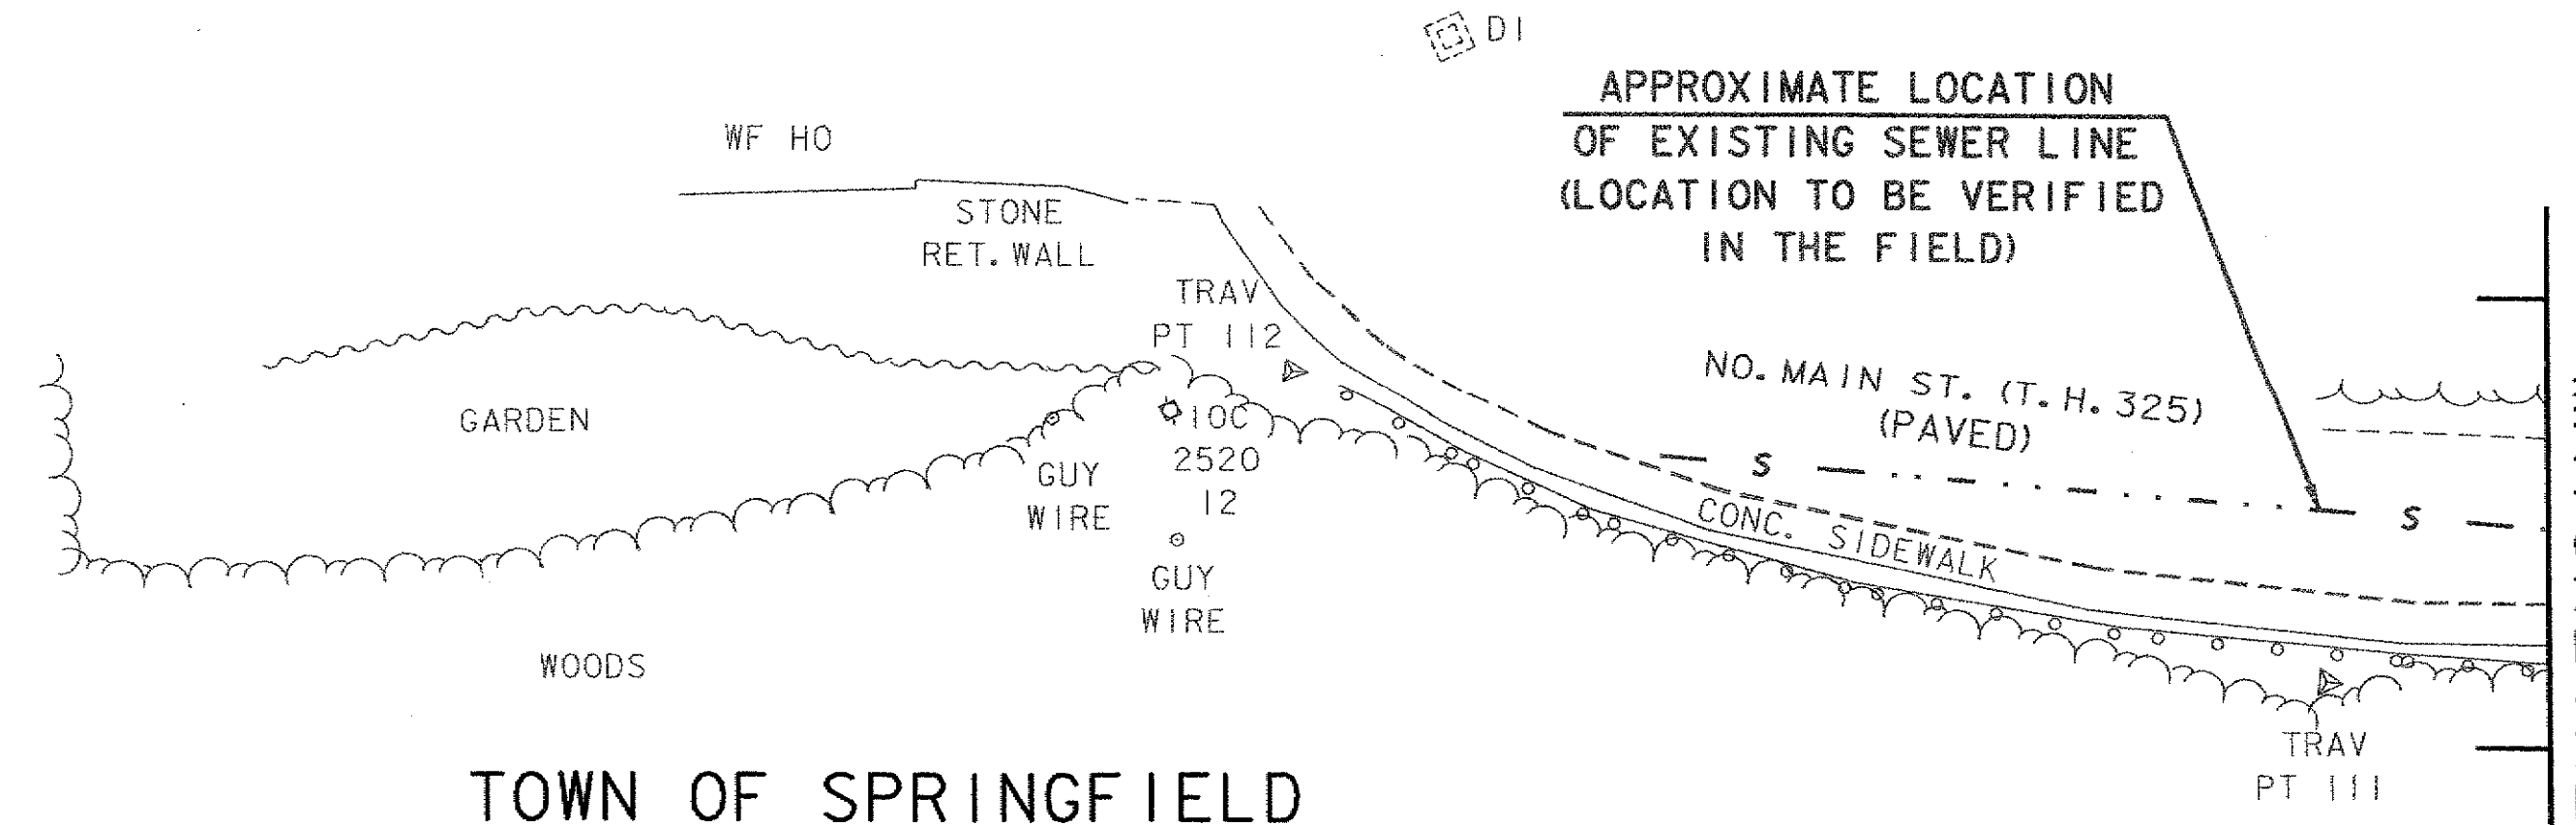 DI
APPROXIMATE LOCATION
OF EXISTING SEWER LINE
(LOCATION TO BE VERIFIED
IN THE FIELD)
WF HO
STONE
RET. WALL
TRAV
PT 112
NO. MAIN ST. (T. H. 325)
(PAVED)
GARDEN
10C
2520
12
GUY
WIRE
S
S
CONC. SIDEWALK
GUY
WIRE
WOODS
TRAV
PT 111
TOWN OF SPRINGFIELD